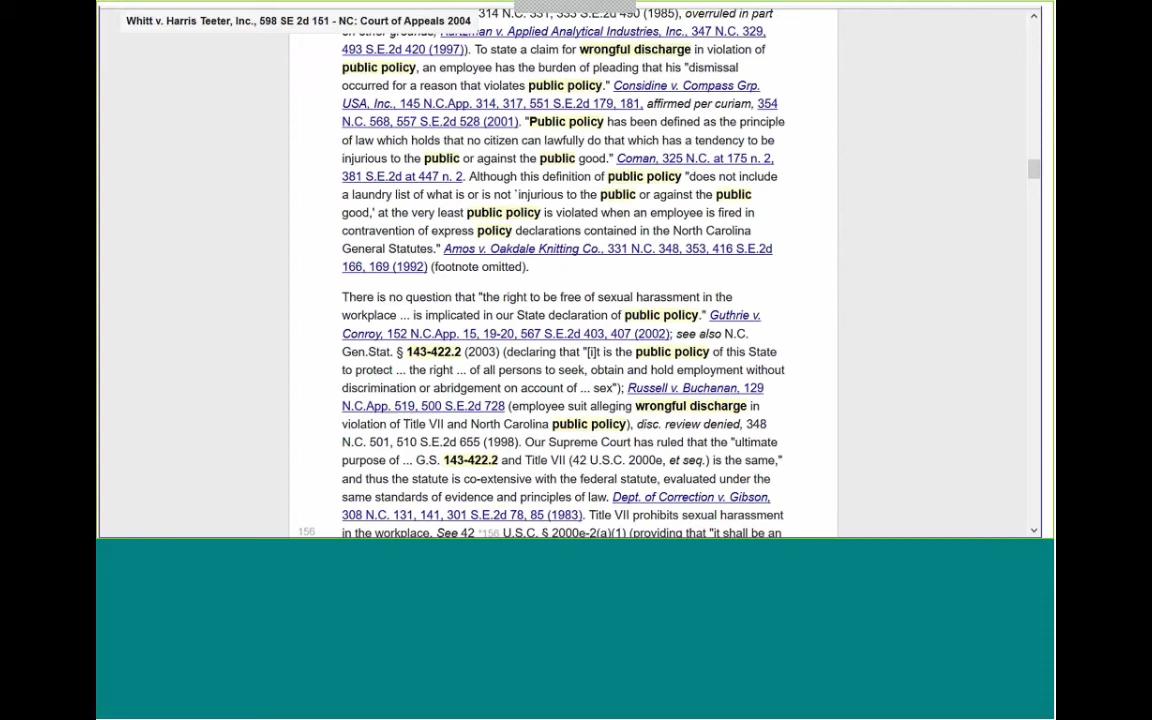 Whitt v. Harris Teeter, Inc., 598 SE 2d 151 - NC: Court of Appeals 2004
314 N.C. 331, 333 S.E.2d 490 (1985), overruled in part
on other grounds, Kurtzman v. Applied Analytical Industries, Inc., 347 N.C. 329,
493 S.E.2d 420 (1997)). To state a claim for wrongful discharge in violation of
public policy, an employee has the burden of pleading that his "dismissal
occurred for a reason that violates public policy." Considine v. Compass Grp.
USA, Inc., 145 N.C.App. 314, 317, 551 S.E.2d 179, 181, affirmed per curiam, 354
N.C. 568, 557 S.E.2d 528 (2001). "Public policy has been defined as the principle
of law which holds that no citizen can lawfully do that which has a tendency to be
injurious to the public or against the public good." Coman, 325 N.C. at 175 n. 2,
381 S.E.2d at 447 n. 2. Although this definition of public policy "does not include
a laundry list of what is or is not `injurious to the public or against the public
good,' at the very least public policy is violated when an employee is fired in
contravention of express policy declarations contained in the North Carolina
General Statutes." Amos v. Oakdale Knitting Co., 331 N.C. 348, 353, 416 S.E.2d
166, 169 (1992) (footnote omitted).
There is no question that "the right to be free of sexual harassment in the
workplace ... is implicated in our State declaration of public policy." Guthrie v.
Conroy, 152 N.C.App. 15, 19-20, 567 S.E.2d 403, 407 (2002); see also N.C.
Gen.Stat. § 143-422.2 (2003) (declaring that "[i]t is the public policy of this State
to protect ... the right ... of all persons to seek, obtain and hold employment without
discrimination or abridgement on account of ... sex"); Russell v. Buchanan, 129
N.C.App. 519, 500 S.E.2d 728 (employee suit alleging wrongful discharge in
violation of Title VII and North Carolina public policy), disc. review denied, 348
N.C. 501, 510 S.E.2d 655 (1998). Our Supreme Court has ruled that the "ultimate
purpose of ... G.S. 143-422.2 and Title VII (42 U.S.C. 2000e, et seq.) is the same,"
and thus the statute is co-extensive with the federal statute, evaluated under the
same standards of evidence and principles of law. Dept. of Correction v. Gibson,
308 N.C. 131, 141, 301 S.E.2d 78, 85 (1983). Title VII prohibits sexual harassment
156 in the workplace. See 42 *156 U.S.C. § 2000e-2(a)(1) (providing that "it shall be an